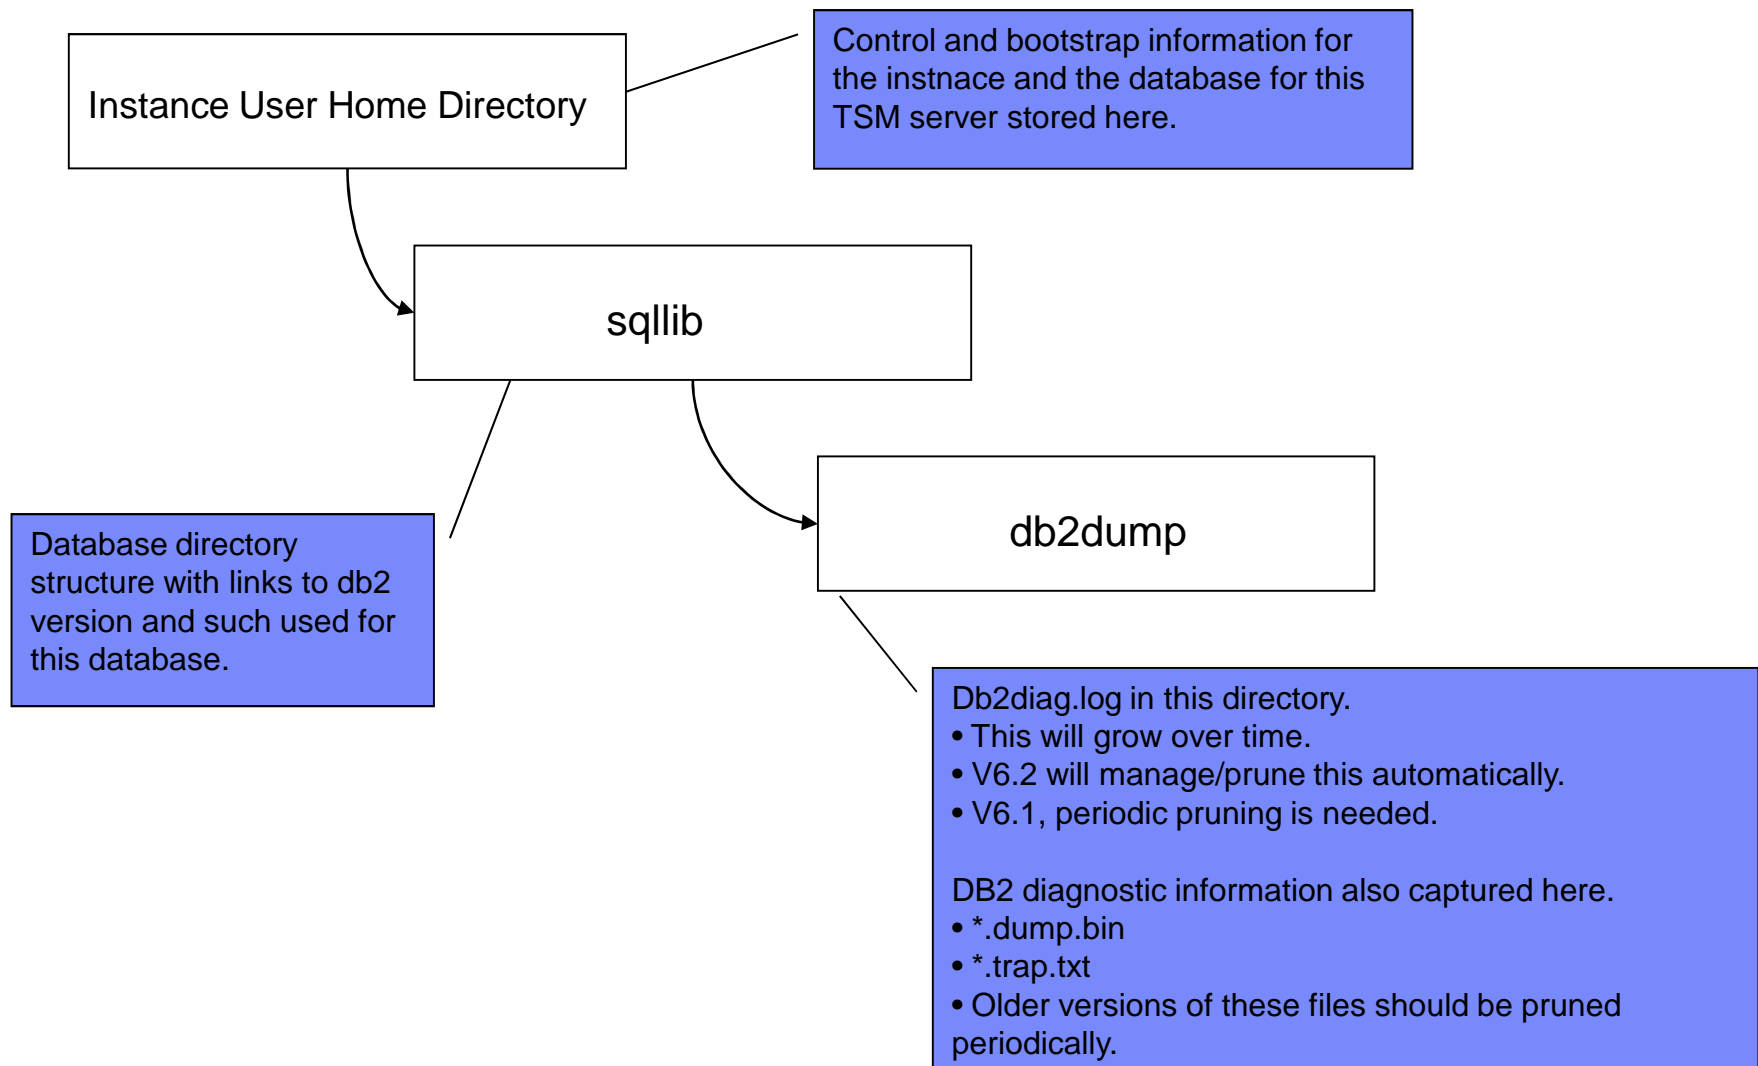 Instance User Home Directory
Control and bootstrap information for
the instnace and the database for this
TSM server stored here.
sqllib
db2dump
Database directory
structure with links to db2
version and such used for
this database.
Db2diag.log in this directory.
• This will grow over time.
• V6.2 will manage/prune this automatically.
• V6.1, periodic pruning is needed.
DB2 diagnostic information also captured here.
• *.dump.bin
• *.trap.txt
• Older versions of these files should be pruned
periodically.